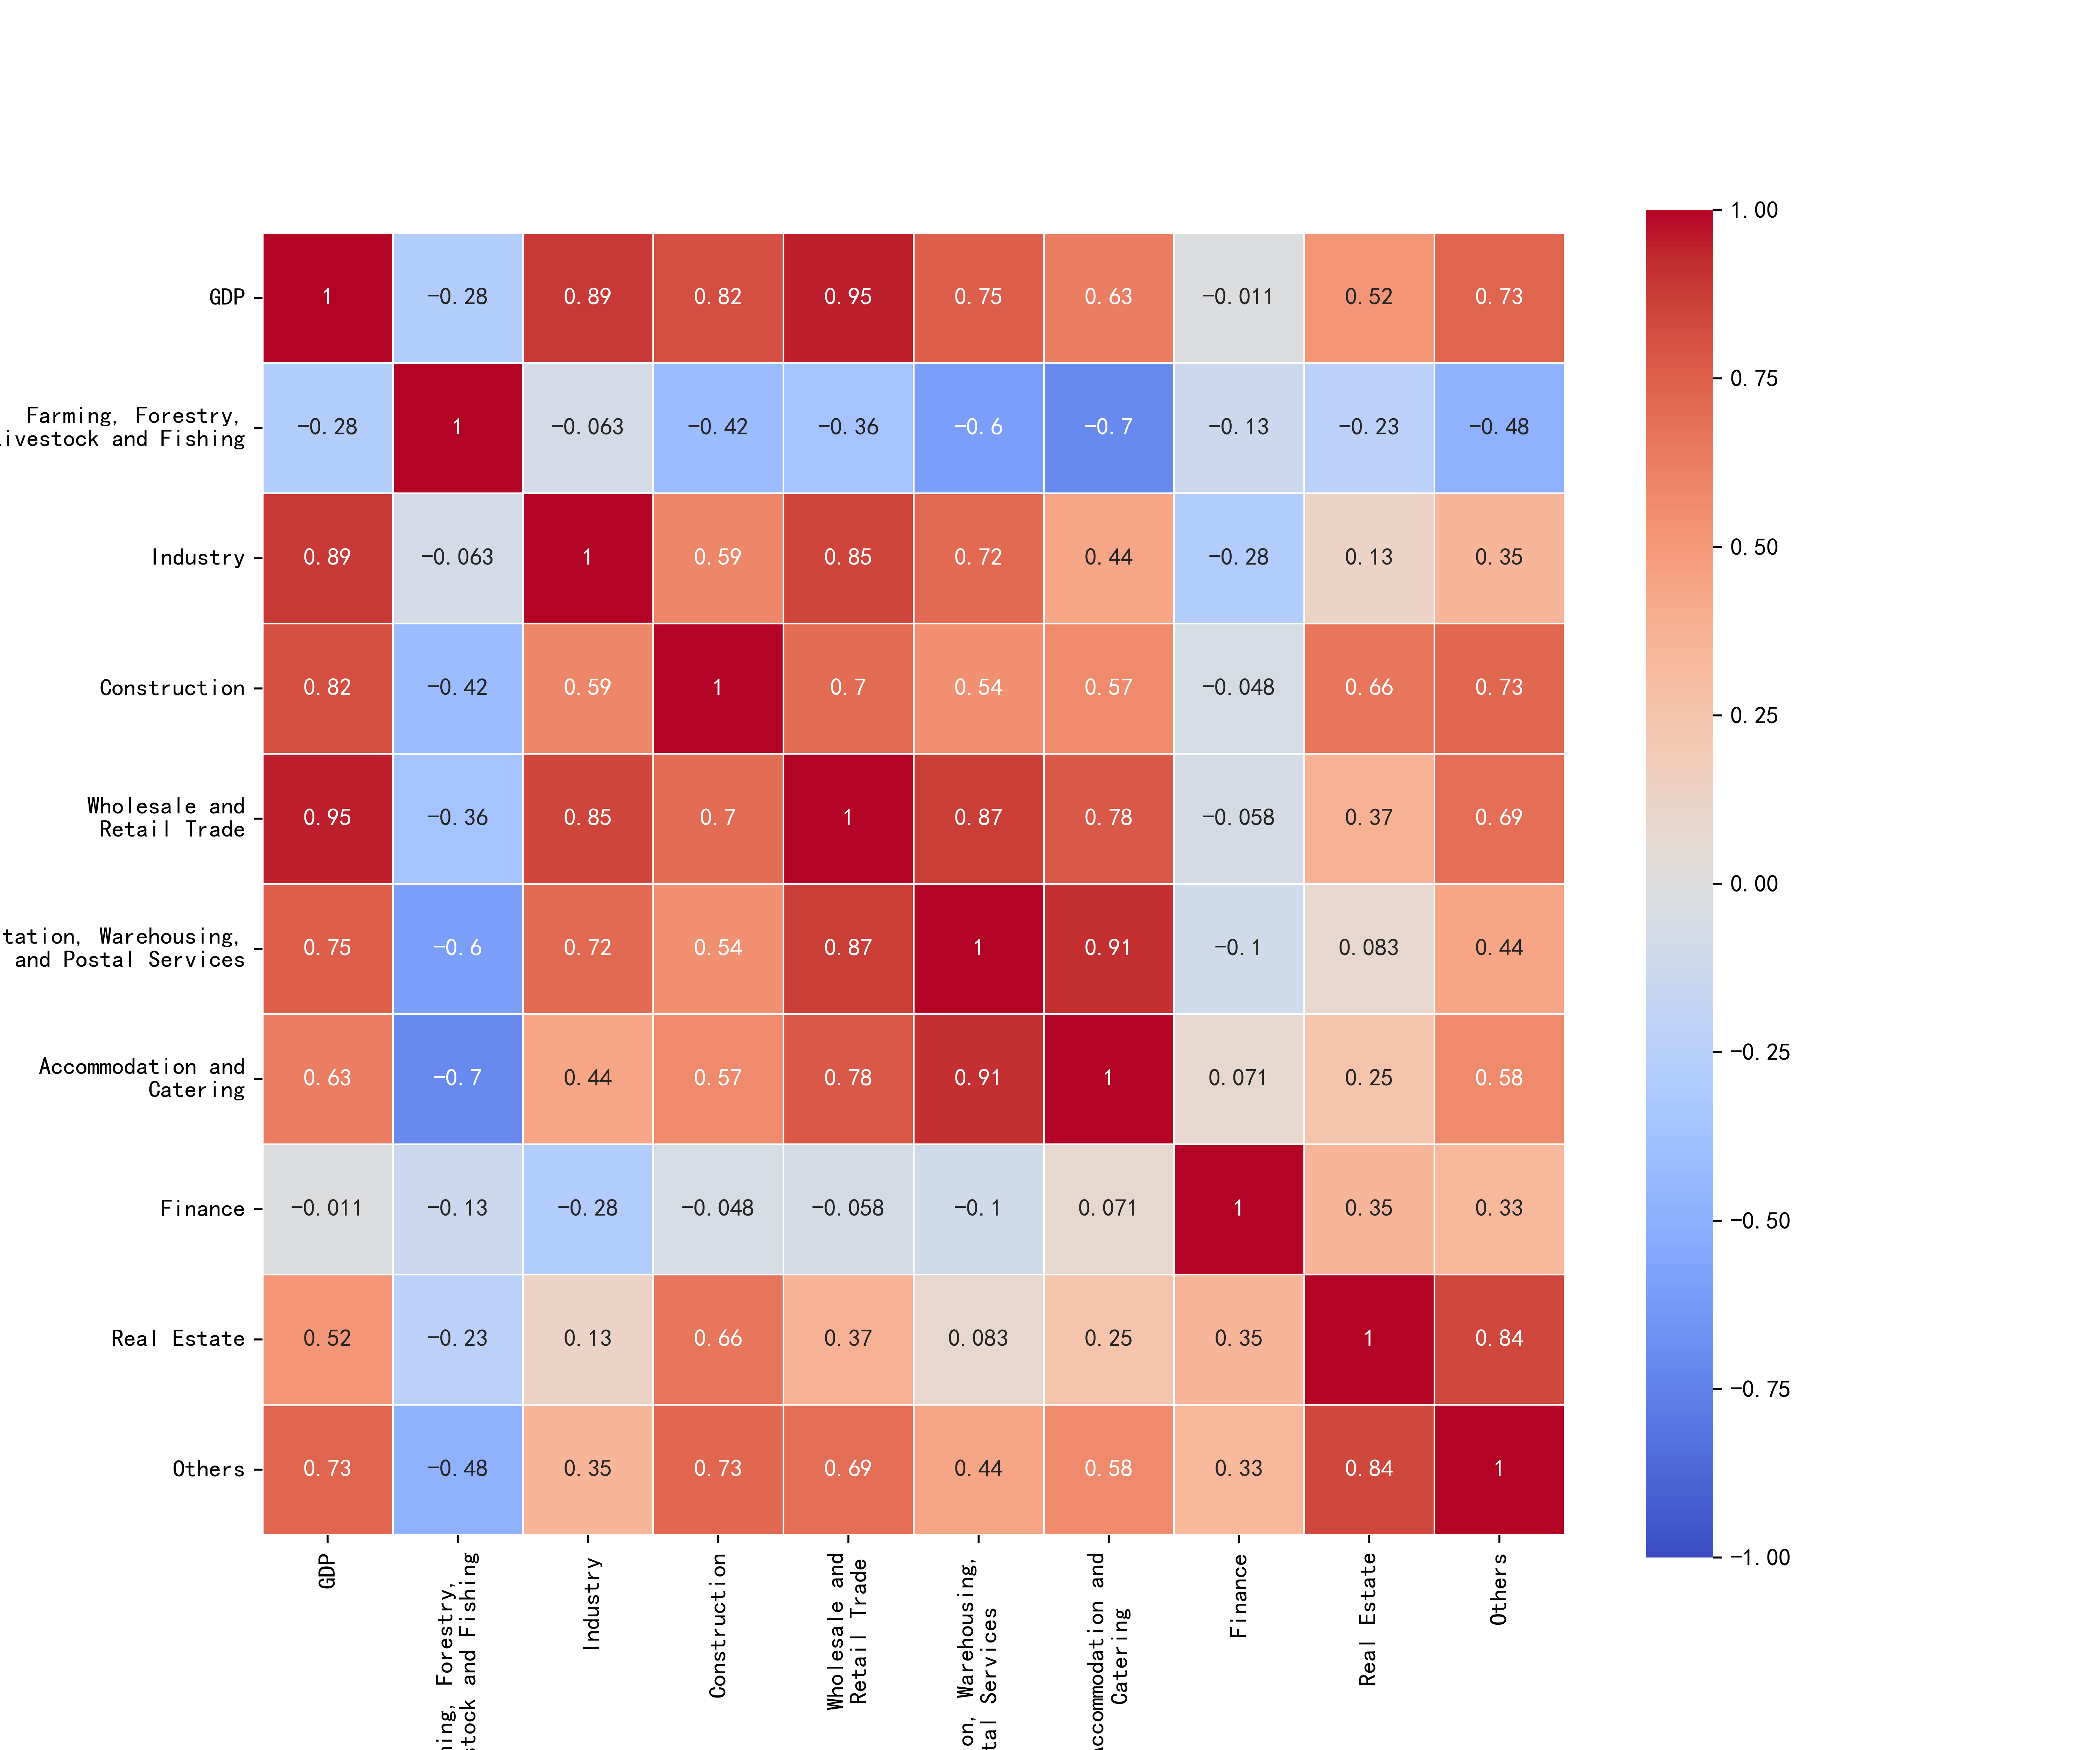 1.00
GDP
1 −0.28 0.89 0.82 0.95 0.75 0.63 −0.011 0.52 0.73
0.75
Farming, Forestry,
and Fishing
−0.28 1 −0.063 −0.42 −0.36 −0.6 −0.7 −0.13 −0.23 −0.48
0.50
Industry
0.89 −0.063 1 0.59 0.85 0.72 0.44 −0.28 0.13 0.35
Construction
0.82 −0.42 0.59 1 0.7 0.54 0.57 −0.048 0.66 0.73
0.25
Wholesale and
Retail Trade
0.95 −0.36 0.85 0.7 1 0.87 0.78 −0.058 0.37 0.69
0.00
Warehousing,
and Postal Services
0.75 −0.6 0.72 0.54 0.87 1 0.91 −0.1 0.083 0.44
−0.25
Accommodation and
Catering
0.63 −0.7 0.44 0.57 0.78 0.91 1 0.071 0.25 0.58
Finance
−0.011 −0.13 −0.28 −0.048 −0.058 −0.1 0.071 1 0.35 0.33
−0.50
Real Estate
0.52 −0.23 0.13 0.66 0.37 0.083 0.25 0.35 1 0.84
−0.75
Others
0.73 −0.48 0.35 0.73 0.69 0.44 0.58 0.33 0.84 1
−1.00
GDP
Forestry,
and Fishing
Industry
Construction
Wholesale and
Retail Trade
Warehousing,
Services
Accommodation and
Catering
Finance
Real Estate
Others